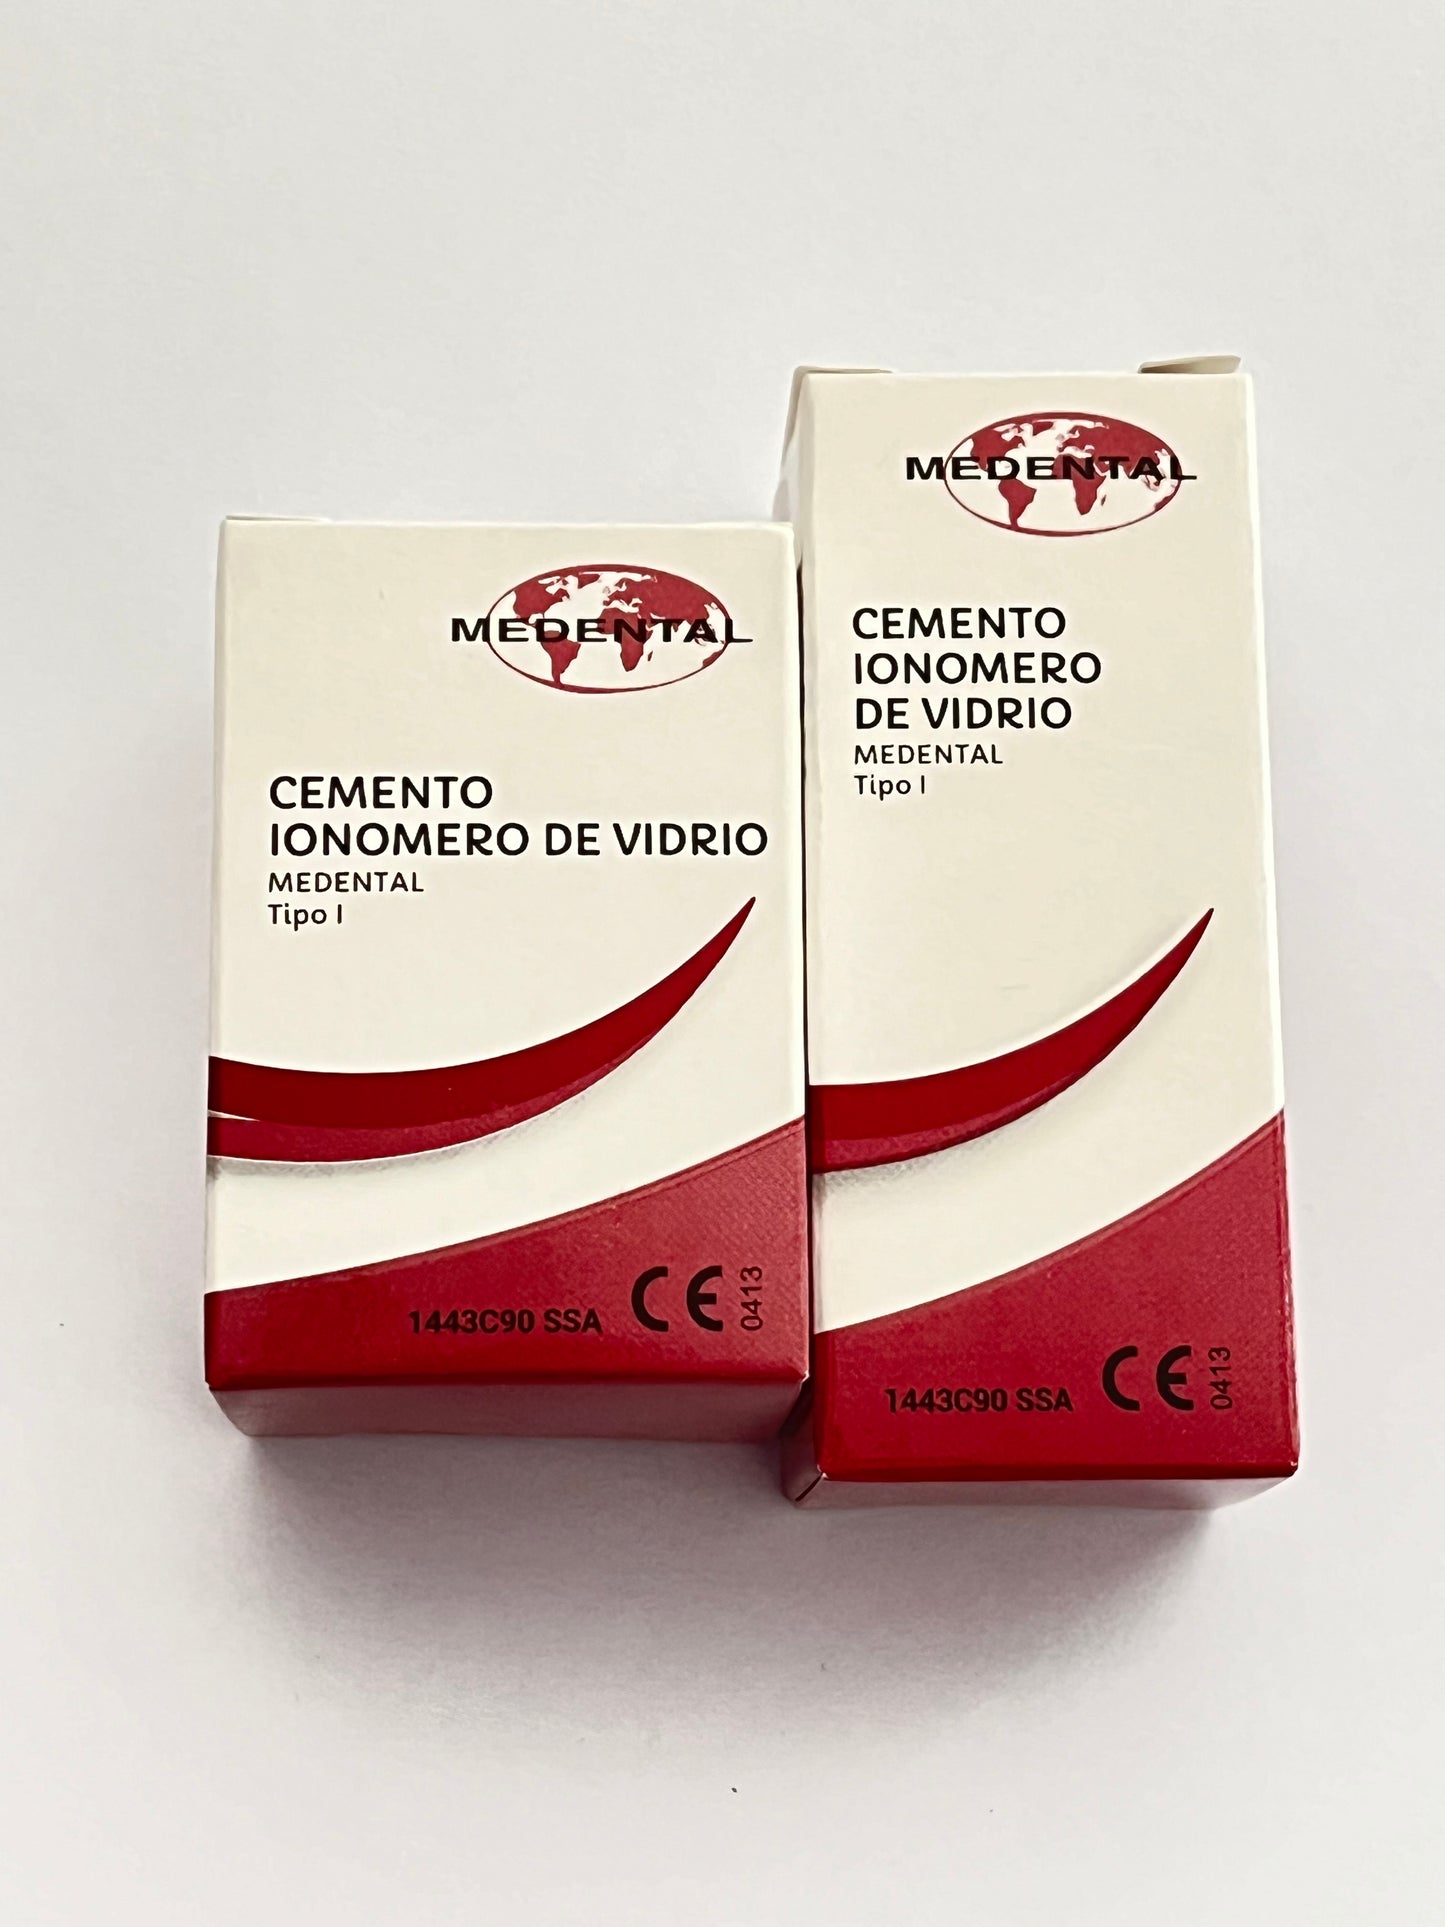 MEDENTAL
CEMENTO
IONOMERO DE VIDRIO
MEDENTAL
Tipo I
1443C90 SSA CE 0413
MEDENTAL
CEMENTO
IONOMERO
DE VIDRIO
MEDENTAL
Tipo I
1443C90 SSA CE 0413